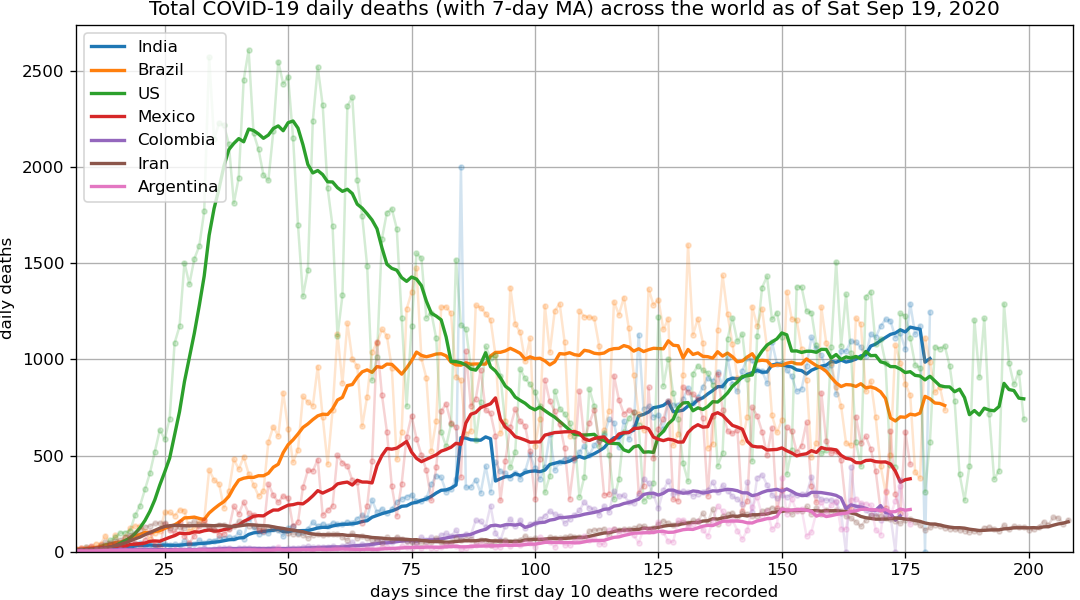 Total COVID-19 daily deaths (with 7-day MA) across the world as of Sat Sep 19, 2020
India
Brazil
US
Mexico
Colombia
Iran
Argentina
2500
2000
1500
1000
500
0
daily deaths
25 50 75 100 125 150 175 200
days since the first day 10 deaths were recorded